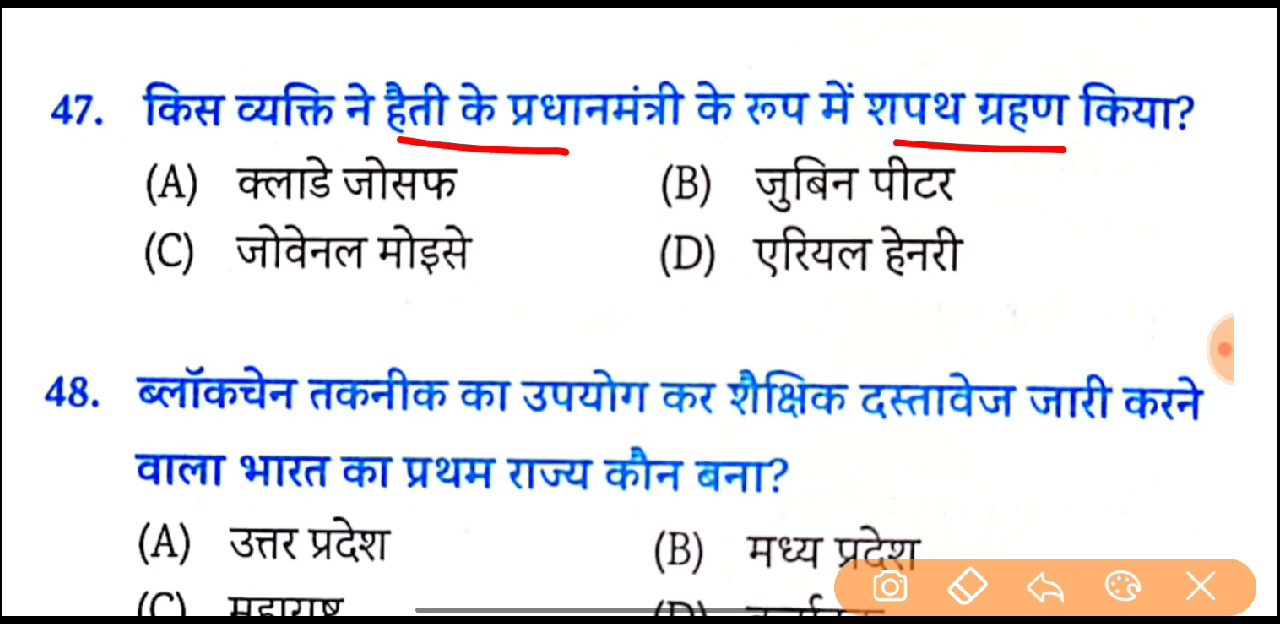 47. किस व्यक्ति ने हैती के प्रधानमंत्री के रूप में शपथ ग्रहण किया?
(A) क्लाडे जोसफ (B) जुबिन पीटर
(C) जोवेनल मोइसे (D) एरियल हेनरी
48. ब्लॉकचेन तकनीक का उपयोग कर शैक्षिक दस्तावेज जारी करने
वाला भारत का प्रथम राज्य कौन बना?
(A) उत्तर प्रदेश (B) मध्य प्रदेश
(C) महाराष्ट्र (D)